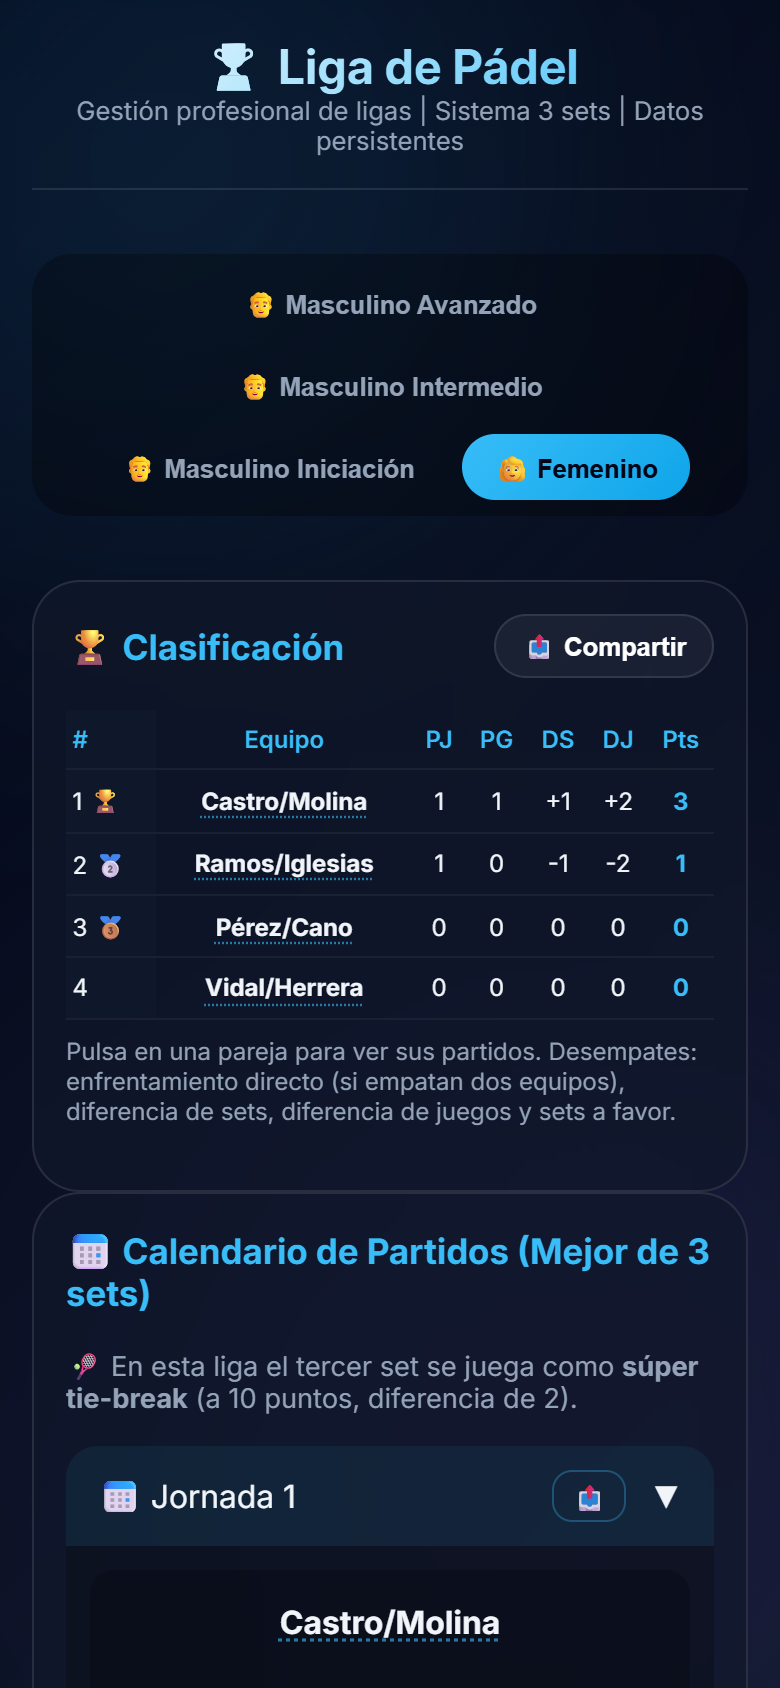 🏆 Liga de Pádel
Gestión profesional de ligas | Sistema 3 sets | Datos
persistentes
Masculino Avanzado
Masculino Intermedio
Masculino Iniciación
Femenino
Clasificación
Compartir
# Equipo PJ PG DS DJ Pts
1 🏆 Castro/Molina 1 1 +1 +2 3
2 🥈 Ramos/Iglesias 1 0 -1 -2 1
3 🥉 Pérez/Cano 0 0 0 0 0
4 Vidal/Herrera 0 0 0 0 0
Pulsa en una pareja para ver sus partidos. Desempates:
enfrentamiento directo (si empatan dos equipos),
diferencia de sets, diferencia de juegos y sets a favor.
Calendario de Partidos (Mejor de 3
sets)
En esta liga el tercer set se juega como súper
tie-break (a 10 puntos, diferencia de 2).
Jornada 1 ▼
Castro/Molina